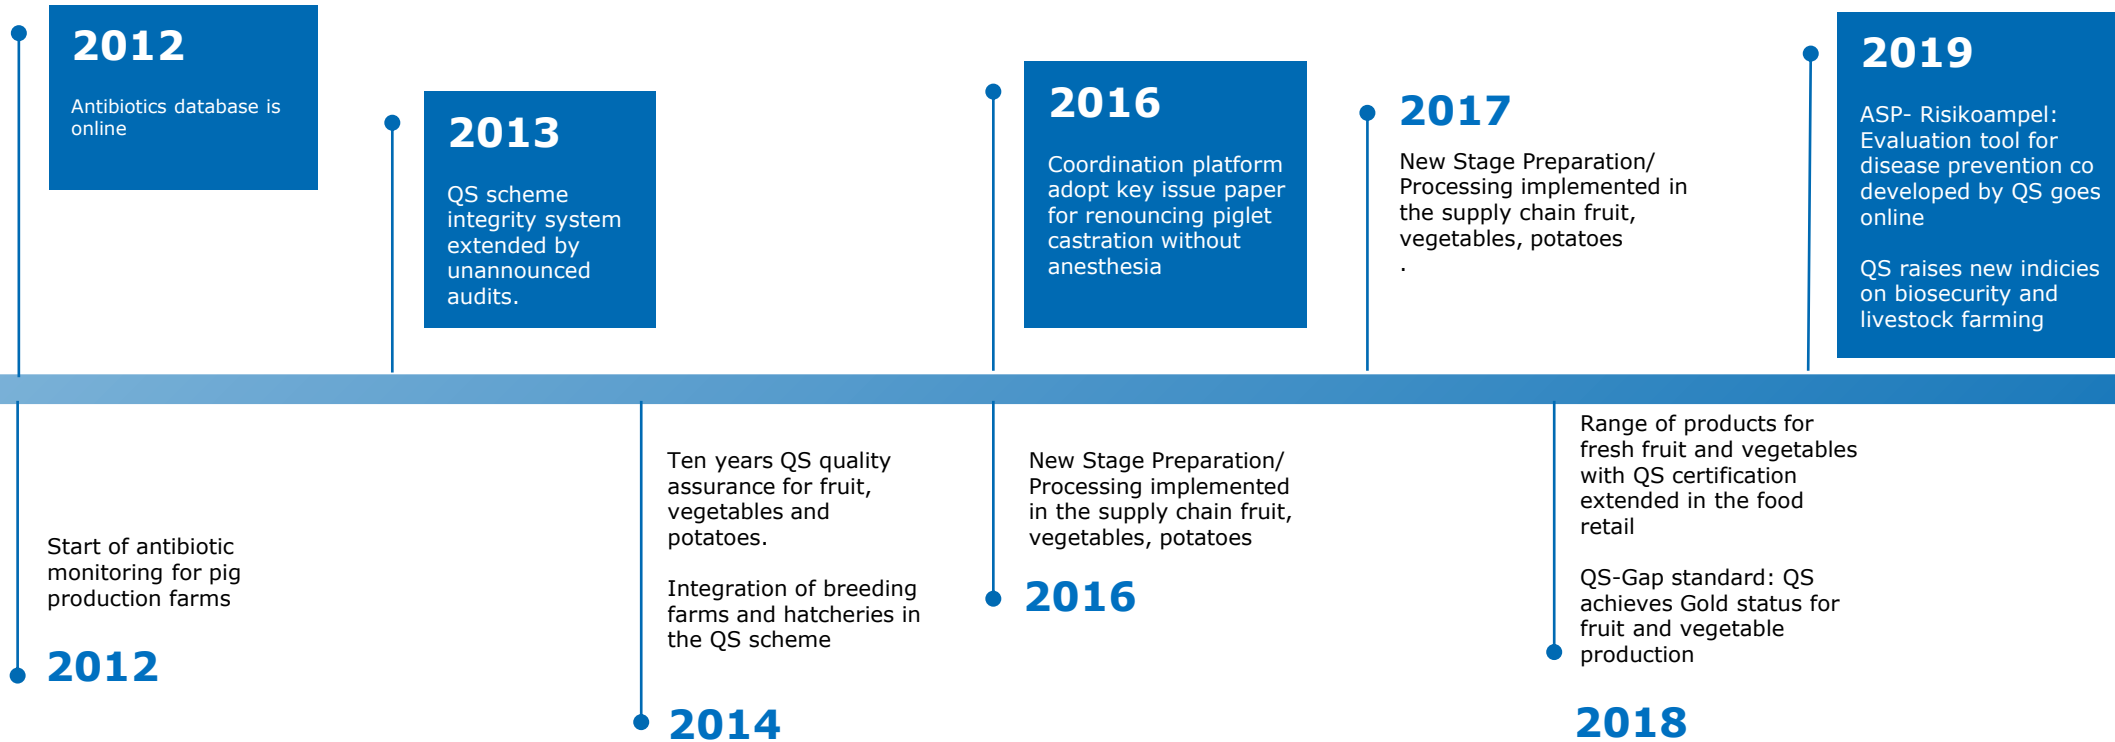 2012
Antibiotics database is
online
2013
QS scheme
integrity system
extended by
unannounced
audits.
2016
Coordination platform
adopt key issue paper
for renouncing piglet
castration without
anesthesia
2017
New Stage Preparation/
Processing implemented in
the supply chain fruit,
vegetables, potatoes
.
2019
ASP- Risikoampel:
Evaluation tool for
disease prevention co
developed by QS goes
online
QS raises new indicies
on biosecurity and
livestock farming
Start of antibiotic
monitoring for pig
production farms
2012
Ten years QS quality
assurance for fruit,
vegetables and
potatoes.
Integration of breeding
farms and hatcheries in
the QS scheme
2014
New Stage Preparation/
Processing implemented
in the supply chain fruit,
vegetables, potatoes
2016
Range of products for
fresh fruit and vegetables
with QS certification
extended in the food
retail
QS-Gap standard: QS
achieves Gold status for
fruit and vegetable
production
2018